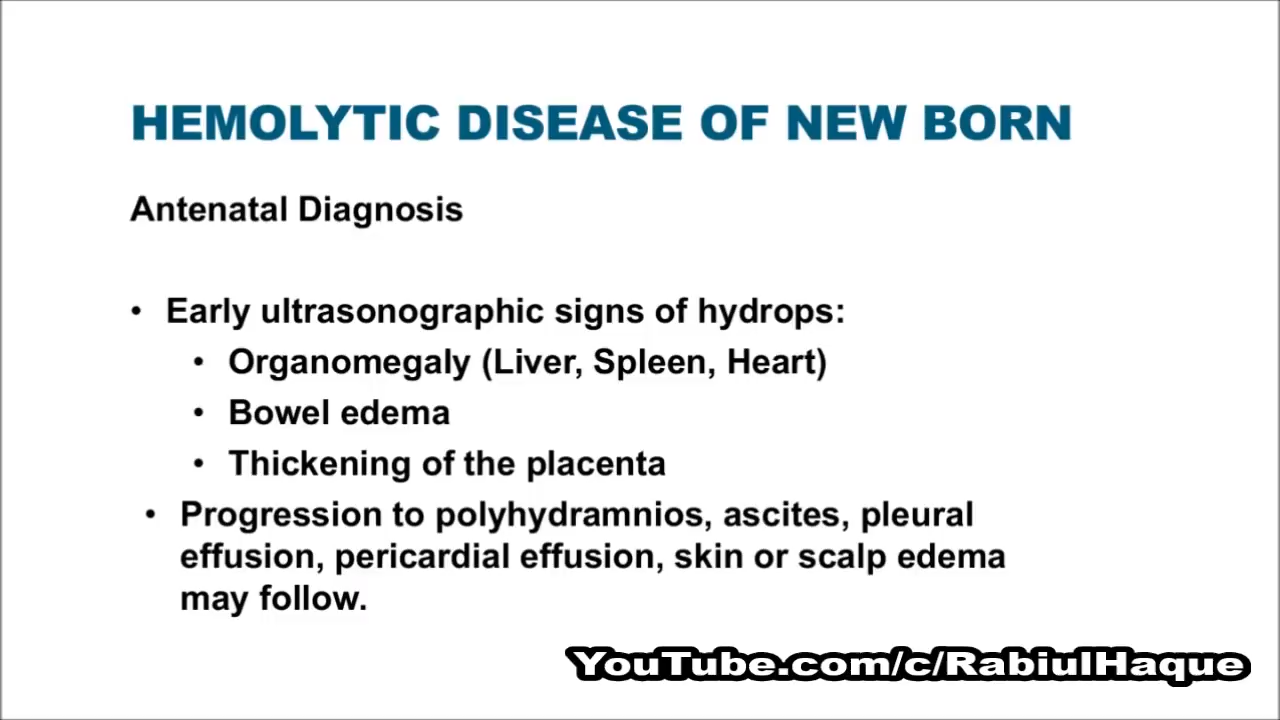 HEMOLYTIC DISEASE OF NEW BORN
Antenatal Diagnosis
• Early ultrasonographic signs of hydrops:
• Organomegaly (Liver, Spleen, Heart)
• Bowel edema
• Thickening of the placenta
• Progression to polyhydramnios, ascites, pleural
effusion, pericardial effusion, skin or scalp edema
may follow.
YouTube.com/c/RabiulHaque